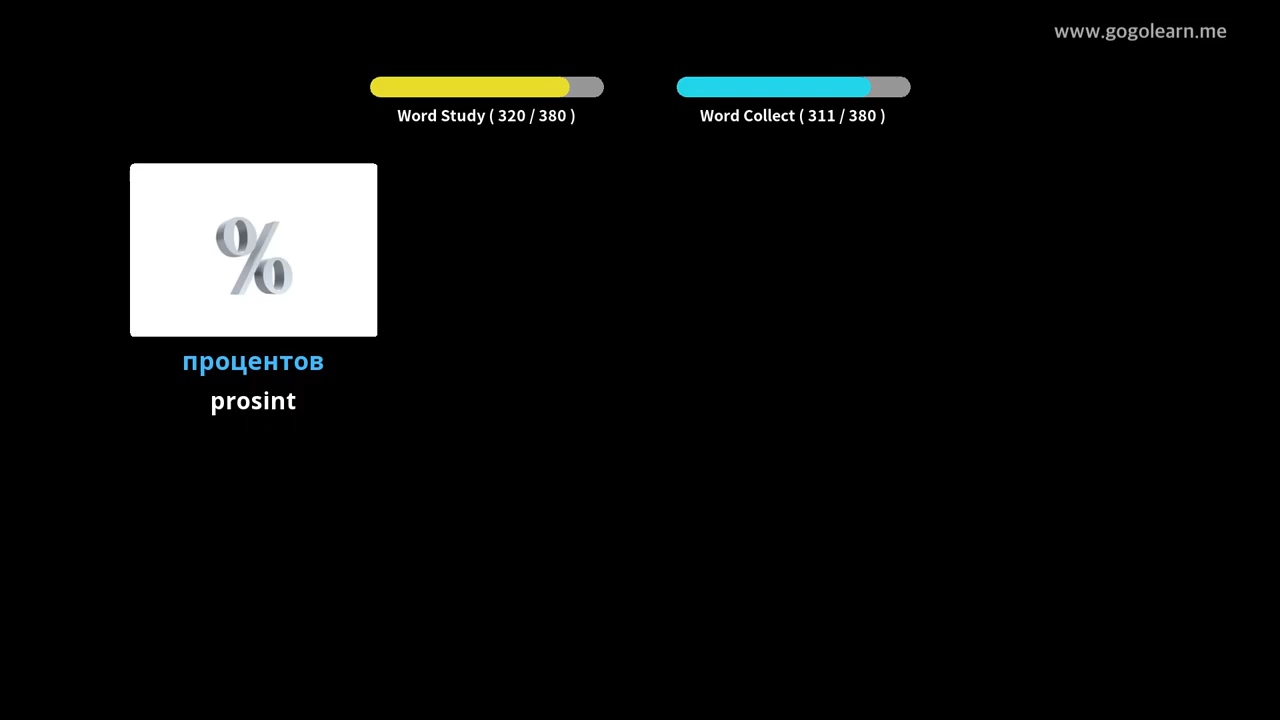 www.gogolearn.me
Word Study ( 320 / 380 )
Word Collect ( 311 / 380 )
%
процентов
prosint